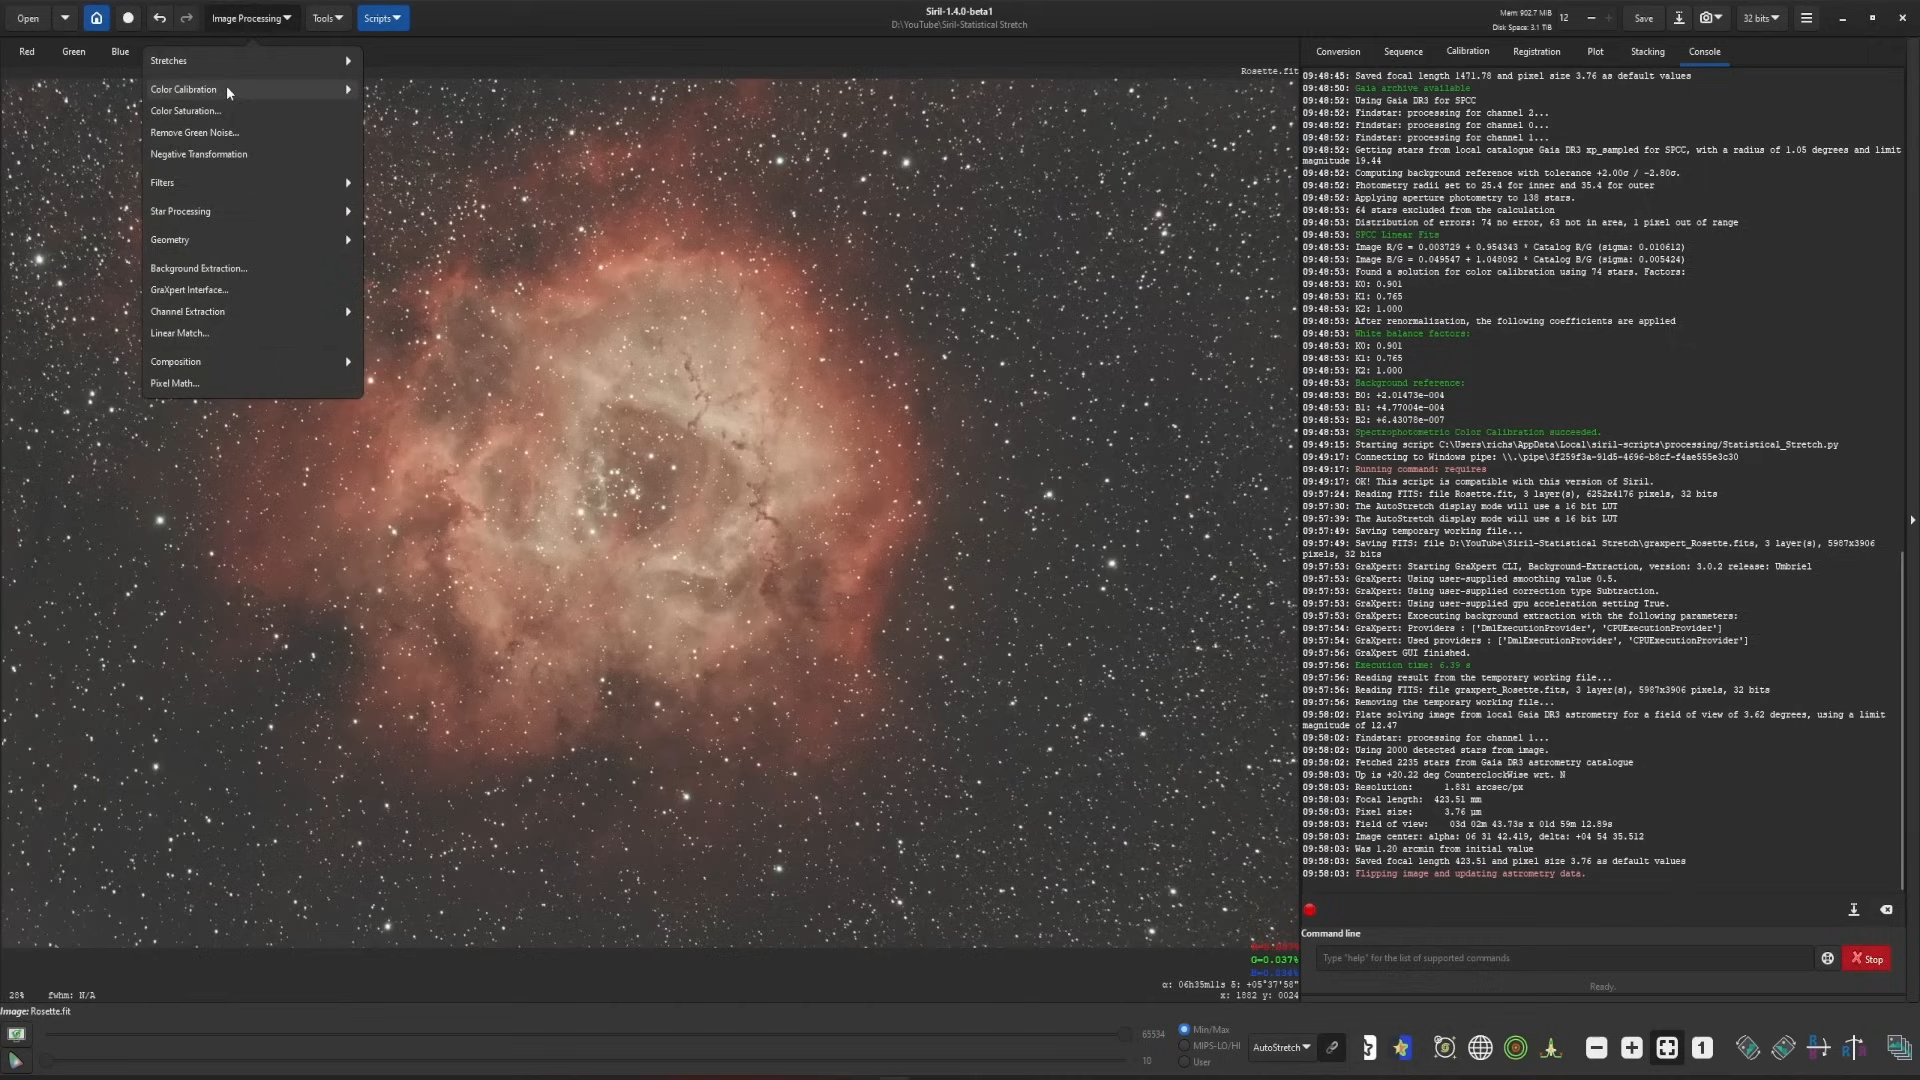 Open
Image Processing
Tools
Scripts
Siril-1.4.0-beta1
D:\YouTube\Siril-Statistical Stretch
Mem: 902.7 MiB
Disk Space: 3.1 TiB
12
Save
32 bits
Red
Green
Blue
Stretches
Color Calibration
Color Saturation...
Remove Green Noise...
Negative Transformation
Filters
Star Processing
Geometry
Background Extraction...
GraXpert Interface...
Channel Extraction
Linear Match...
Composition
Pixel Math...
Rosette.fit
Conversion
Sequence
Calibration
Registration
Plot
Stacking
Console
09:48:45: Saved focal length 1471.78 and pixel size 3.76 as default values
09:48:50: Gaia archive available
09:48:52: Using Gaia DR3 for SPCC
09:48:52: Findstar: processing for channel 2...
09:48:52: Findstar: processing for channel 0...
09:48:52: Findstar: processing for channel 1...
09:48:52: Getting stars from local catalogue Gaia DR3 xp_sampled for SPCC, with a radius of 1.05 degrees and limit
magnitude 19.44
09:48:52: Computing background reference with tolerance +2.00σ / -2.80σ.
09:48:52: Photometry radii set to 25.4 for inner and 35.4 for outer
09:48:52: Applying aperture photometry to 138 stars.
09:48:53: 64 stars excluded from the calculation
09:48:53: Distribution of errors: 74 no error, 63 not in area, 1 pixel out of range
09:48:53: SPCC Linear Fits
09:48:53: Image R/G = 0.003729 + 0.954343 * Catalog R/G (sigma: 0.010612)
09:48:53: Image B/G = 0.049547 + 1.048092 * Catalog B/G (sigma: 0.005424)
09:48:53: Found a solution for color calibration using 74 stars. Factors:
09:48:53: K0: 0.901
09:48:53: K1: 0.765
09:48:53: K2: 1.000
09:48:53: After renormalization, the following coefficients are applied
09:48:53: White balance factors:
09:48:53: K0: 0.901
09:48:53: K1: 0.765
09:48:53: K2: 1.000
09:48:53: Background reference:
09:48:53: B0: +2.01473e-004
09:48:53: B1: +4.77004e-004
09:48:53: B2: +6.43078e-007
09:48:53: Spectrophotometric Color Calibration succeeded.
09:49:15: Starting script C:\Users\richs\AppData\Local\siril-scripts\processing/Statistical_Stretch.py
09:49:17: Connecting to Windows pipe: \\.\pipe\3f259f3a-91d5-4696-b8cf-f4ae555e3c30
09:49:17: Running command: requires
09:49:17: OK! This script is compatible with this version of Siril.
09:57:24: Reading FITS: file Rosette.fit, 3 layer(s), 6252x4176 pixels, 32 bits
09:57:30: The AutoStretch display mode will use a 16 bit LUT
09:57:39: The AutoStretch display mode will use a 16 bit LUT
09:57:49: Saving temporary working file...
09:57:49: Saving FITS: file D:\YouTube\Siril-Statistical Stretch\graxpert_Rosette.fits, 3 layer(s), 5987x3906
pixels, 32 bits
09:57:53: GraXpert: Starting GraXpert CLI, Background-Extraction, version: 3.0.2 release: Umbriel
09:57:53: GraXpert: Using user-supplied smoothing value 0.5.
09:57:53: GraXpert: Using user-supplied correction type Subtraction.
09:57:53: GraXpert: Using user-supplied gpu acceleration setting True.
09:57:53: GraXpert: Excecuting background extraction with the following parameters:
09:57:54: GraXpert: Providers : ['DmlExecutionProvider', 'CPUExecutionProvider']
09:57:54: GraXpert: Used providers : ['DmlExecutionProvider', 'CPUExecutionProvider']
09:57:56: GraXpert GUI finished.
09:57:56: Execution time: 6.39 s
09:57:56: Reading result from the temporary working file...
09:57:56: Reading FITS: file graxpert_Rosette.fits, 3 layer(s), 5987x3906 pixels, 32 bits
09:57:56: Removing the temporary working file...
09:58:02: Plate solving image from local Gaia DR3 astrometry for a field of view of 3.62 degrees, using a limit
magnitude of 12.47
09:58:02: Findstar: processing for channel 1...
09:58:02: Using 2000 detected stars from image.
09:58:02: Fetched 2235 stars from Gaia DR3 astrometry catalogue
09:58:03: Up is +20.22 deg CounterclockWise wrt. N
09:58:03: Resolution: 1.831 arcsec/px
09:58:03: Focal length: 423.51 mm
09:58:03: Pixel size: 3.76 µm
09:58:03: Field of view: 03d 02m 43.73s x 01d 59m 12.89s
09:58:03: Image center: alpha: 06 31 42.419, delta: +04 54 35.512
09:58:03: Was 1.20 arcmin from initial value
09:58:03: Saved focal length 423.51 and pixel size 3.76 as default values
09:58:03: Flipping image and updating astrometry data.
Command line
Type "help" for the list of supported commands
Stop
Ready.
G=0.037%
α: 06h35m11s δ: +05°37'58"
x: 1882 y: 0024
28%
fwhm: N/A
Image: Rosette.fit
65534
10
Min/Max
MIPS-LO/HI
User
AutoStretch
1